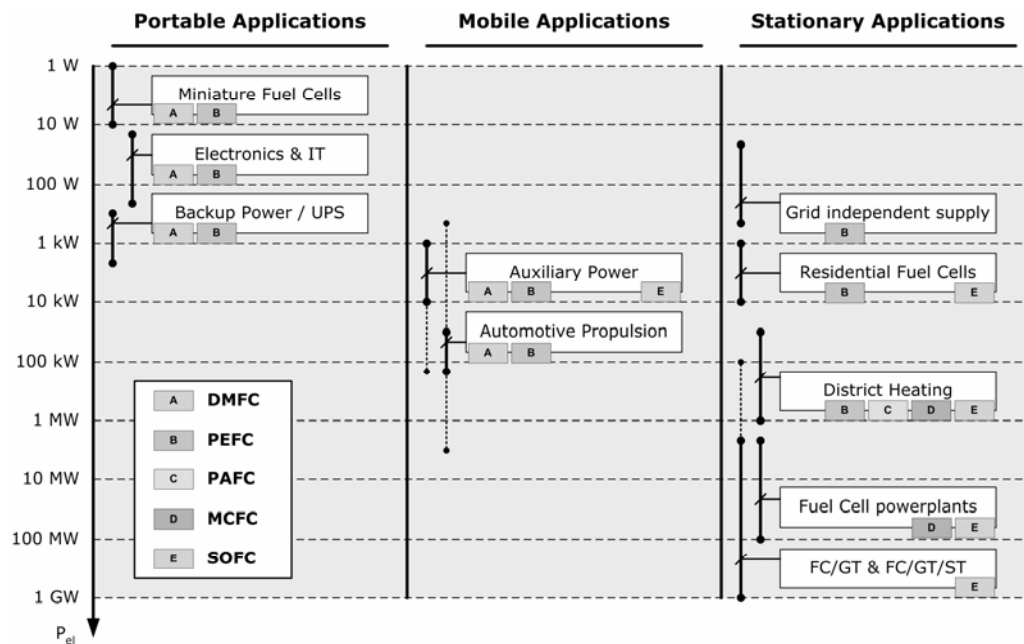 Portable Applications
Mobile Applications
Stationary Applications
1 W
Miniature Fuel Cells
A B
10 W
Electronics & IT
A B
100 W
Backup Power / UPS
A B
Grid independent supply
B
1 kW
Auxiliary Power
A B E
Residential Fuel Cells
B E
10 kW
Automotive Propulsion
A B
100 kW
District Heating
B C D E
1 MW
10 MW
Fuel Cell powerplants
D E
100 MW
FC/GT & FC/GT/ST
E
1 GW
Pel
A DMFC
B PEFC
C PAFC
D MCFC
E SOFC